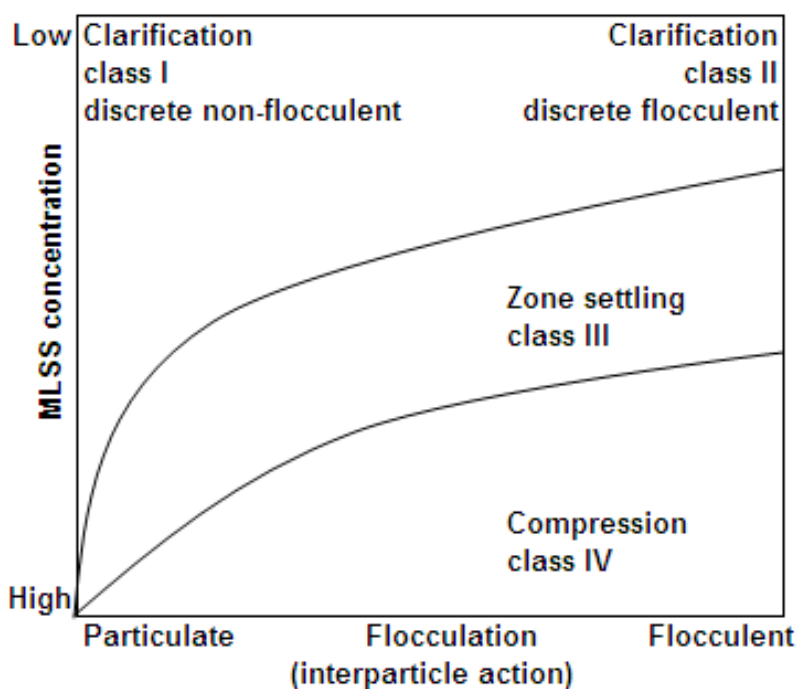 Low
Clarification
class I
discrete non-flocculent
Clarification
class II
discrete flocculent
MLSS concentration
Zone settling
class III
Compression
class IV
High
Particulate
Flocculation
Flocculent
(interparticle action)